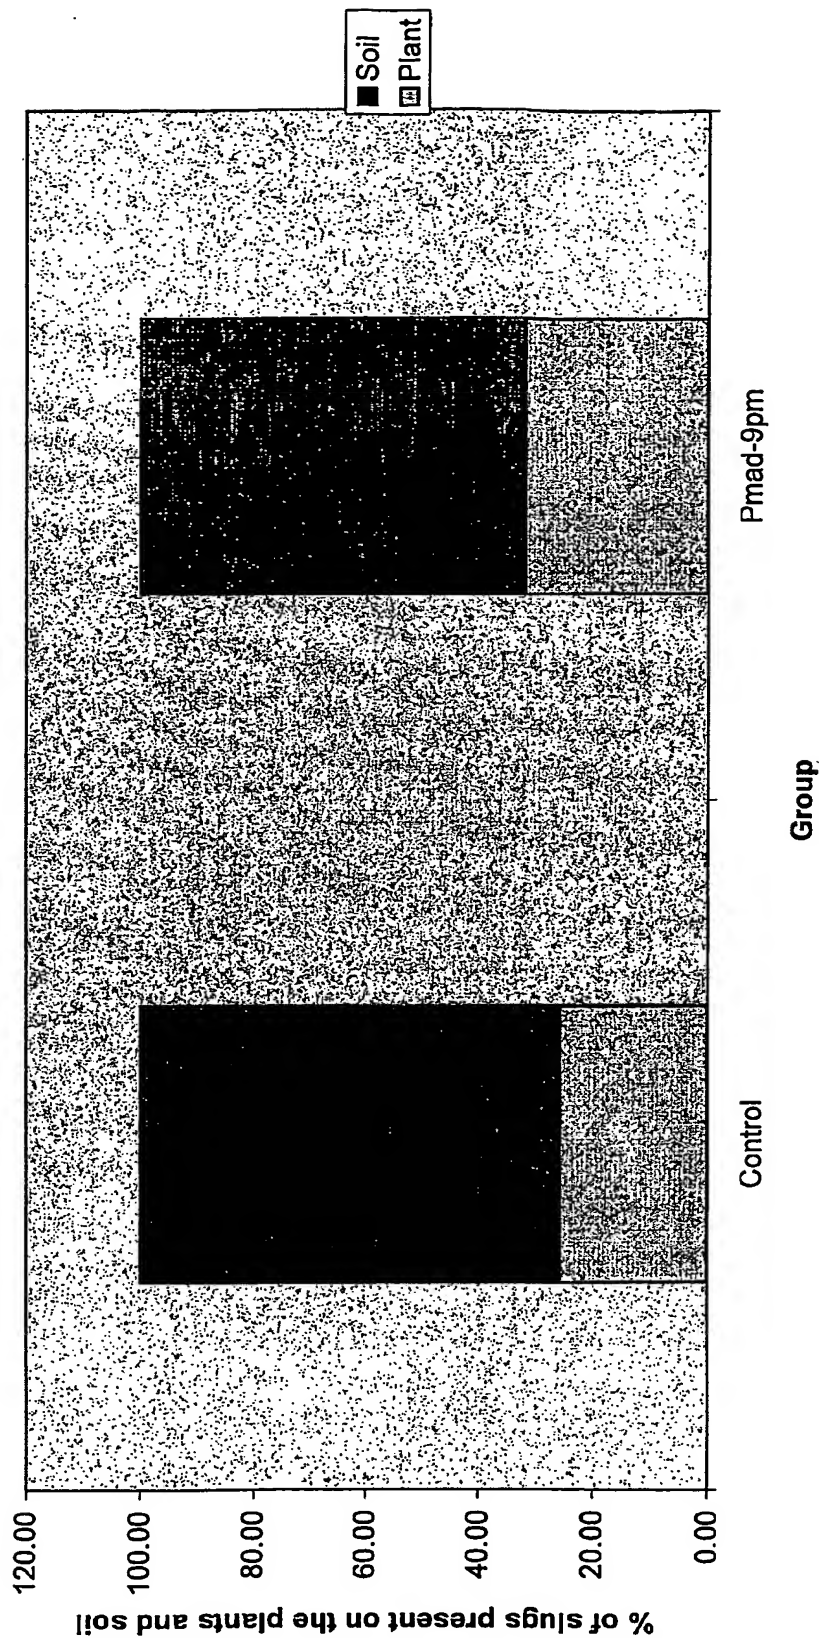 % of slugs present on the plants and soil
120.00
100.00
80.00
60.00
40.00
20.00
0.00
Control
Pmad-9pm
Group
Soil
Plant